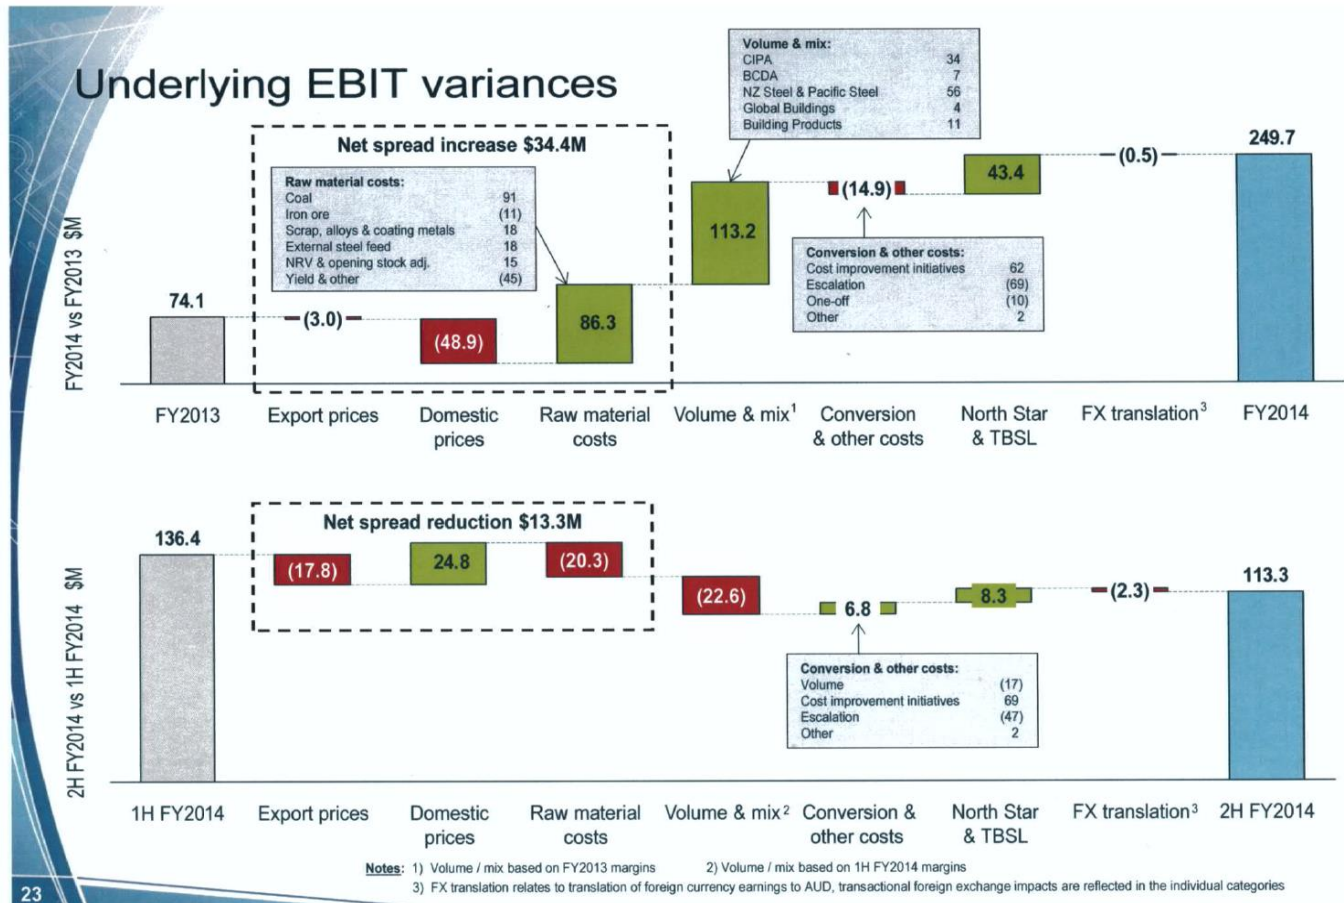 Underlying EBIT variances
FY2014 vs FY2013 $M
Net spread increase $34.4M
Raw material costs:
Coal 91
Iron ore (11)
Scrap, alloys & coating metals 18
External steel feed 18
NRV & opening stock adj. 15
Yield & other (45)
Volume & mix:
CIPA 34
BCDA 7
NZ Steel & Pacific Steel 56
Global Buildings 4
Building Products 11
Conversion & other costs:
Cost improvement initiatives 62
Escalation (69)
One-off (10)
Other 2
74.1
(3.0)
(48.9)
86.3
113.2
(14.9)
43.4
(0.5)
249.7
FY2013
Export prices
Domestic
prices
Raw material
costs
Volume & mix¹
Conversion
& other costs
North Star
& TBSL
FX translation³
FY2014
2H FY2014 vs 1H FY2014 $M
Net spread reduction $13.3M
136.4
(17.8)
24.8
(20.3)
(22.6)
6.8
8.3
(2.3)
113.3
Conversion & other costs:
Volume (17)
Cost improvement initiatives 69
Escalation (47)
Other 2
1H FY2014
Export prices
Domestic
prices
Raw material
costs
Volume & mix²
Conversion &
other costs
North Star
& TBSL
FX translation³
2H FY2014
Notes: 1) Volume / mix based on FY2013 margins 2) Volume / mix based on 1H FY2014 margins
3) FX translation relates to translation of foreign currency earnings to AUD, transactional foreign exchange impacts are reflected in the individual categories
23